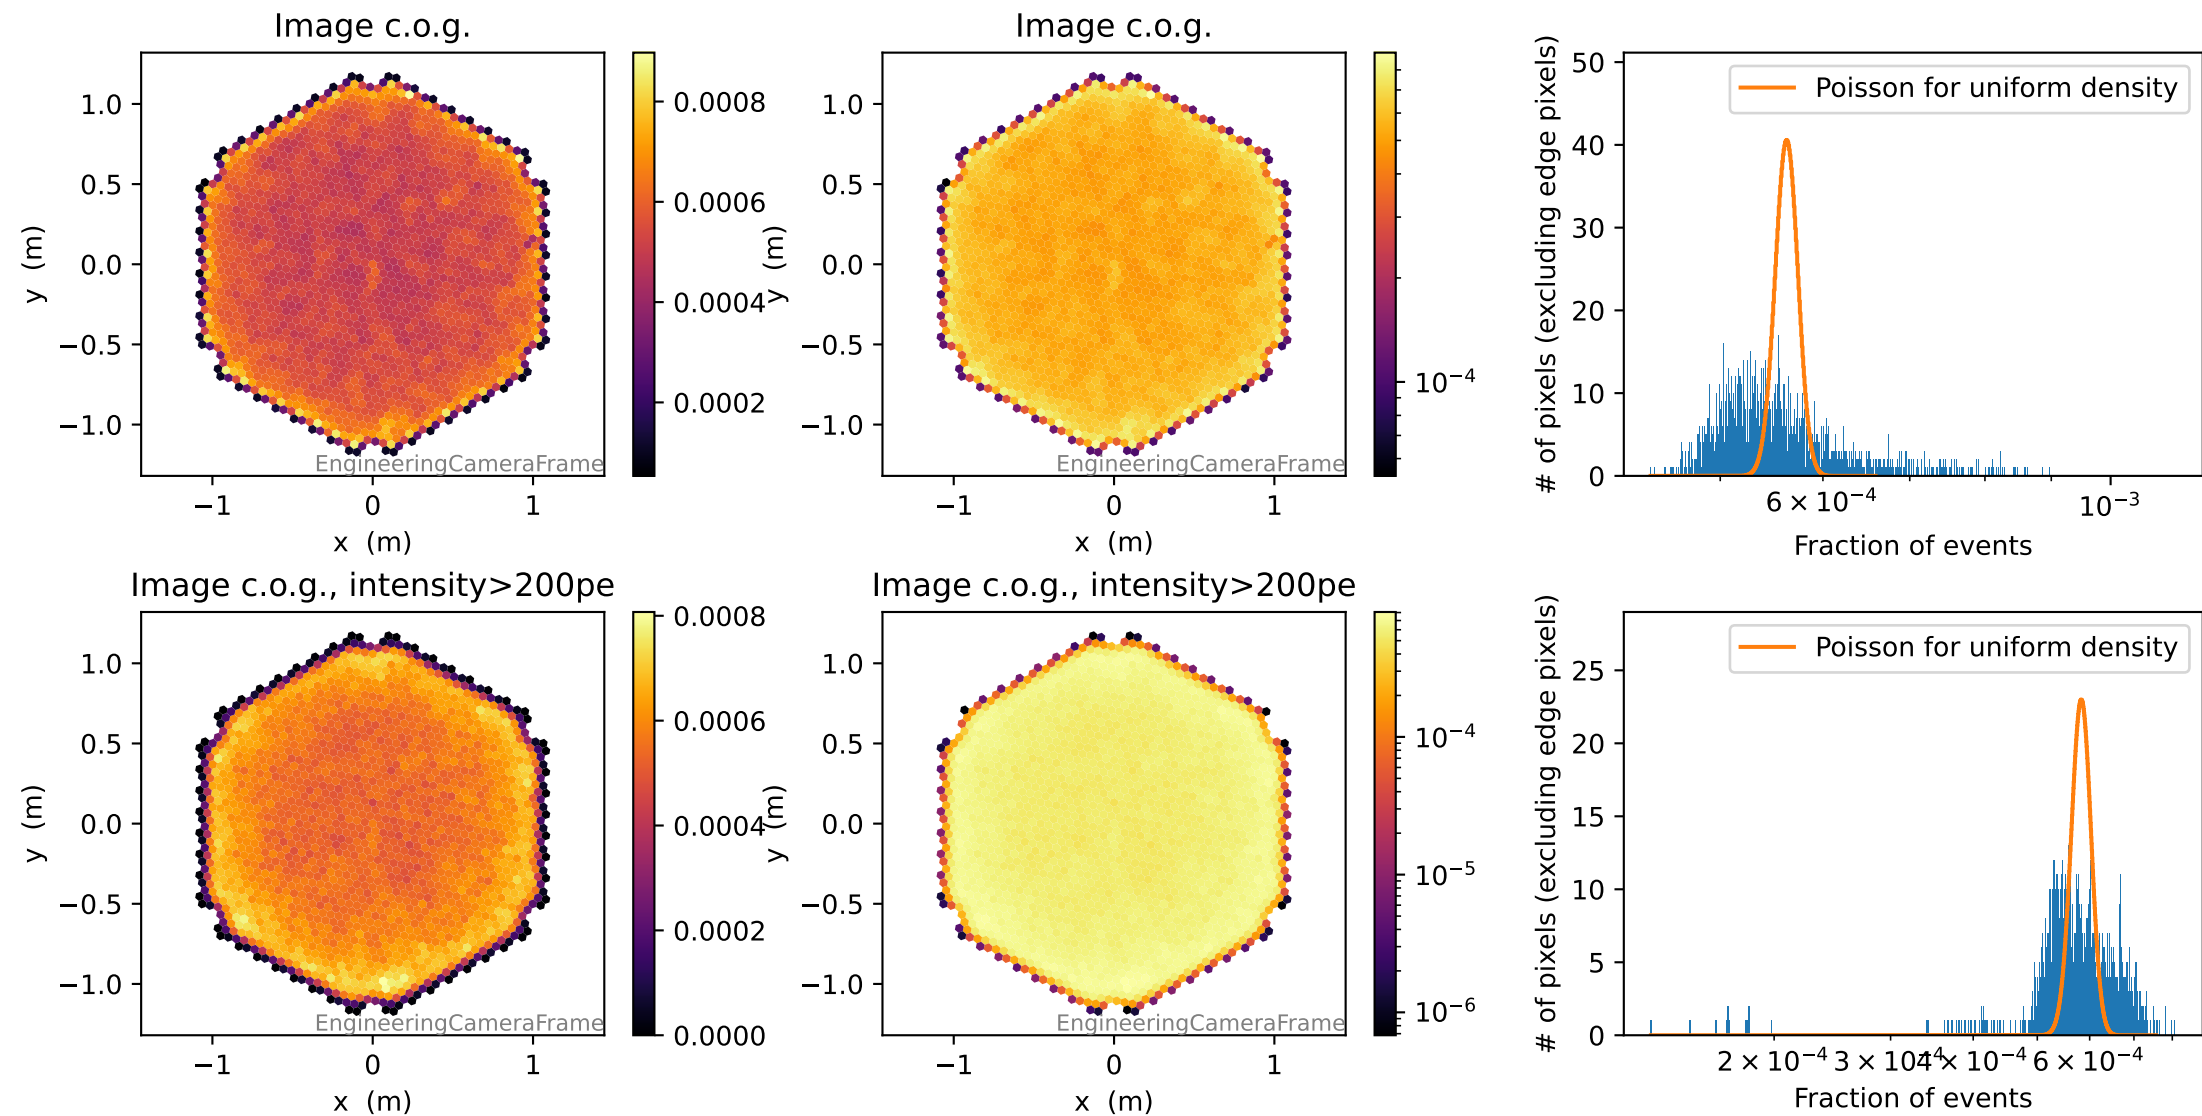 Image c.o.g.
1.0
0.5
0.0
−0.5
−1.0
y (m)
−1 0 1
x (m)
EngineeringCameraFrame
0.0008
0.0006
0.0004
0.0002
Image c.o.g.
1.0
0.5
0.0
−0.5
−1.0
y (m)
−1 0 1
x (m)
EngineeringCameraFrame
10⁻⁴
# of pixels (excluding edge pixels)
50
40
30
20
10
0
Poisson for uniform density
6 × 10⁻⁴ 10⁻³
Fraction of events
Image c.o.g., intensity>200pe
1.0
0.5
0.0
−0.5
−1.0
y (m)
−1 0 1
x (m)
EngineeringCameraFrame
0.0008
0.0006
0.0004
0.0002
0.0000
Image c.o.g., intensity>200pe
1.0
0.5
0.0
−0.5
−1.0
y (m)
−1 0 1
x (m)
EngineeringCameraFrame
10⁻⁴
10⁻⁵
10⁻⁶
# of pixels (excluding edge pixels)
25
20
15
10
5
0
Poisson for uniform density
2 × 10⁻⁴ 3 × 10⁻⁴ 4 × 10⁻⁴ 6 × 10⁻⁴
Fraction of events